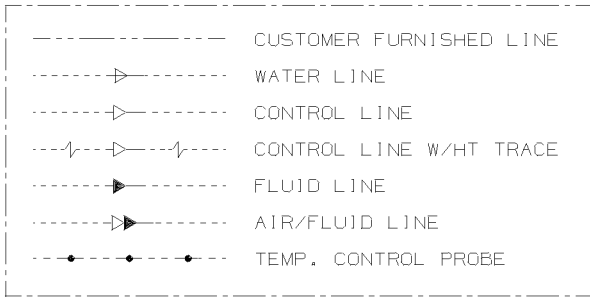 CUSTOMER FURNISHED LINE
WATER LINE
CONTROL LINE
CONTROL LINE W/HT TRACE
FLUID LINE
AIR/FLUID LINE
TEMP. CONTROL PROBE